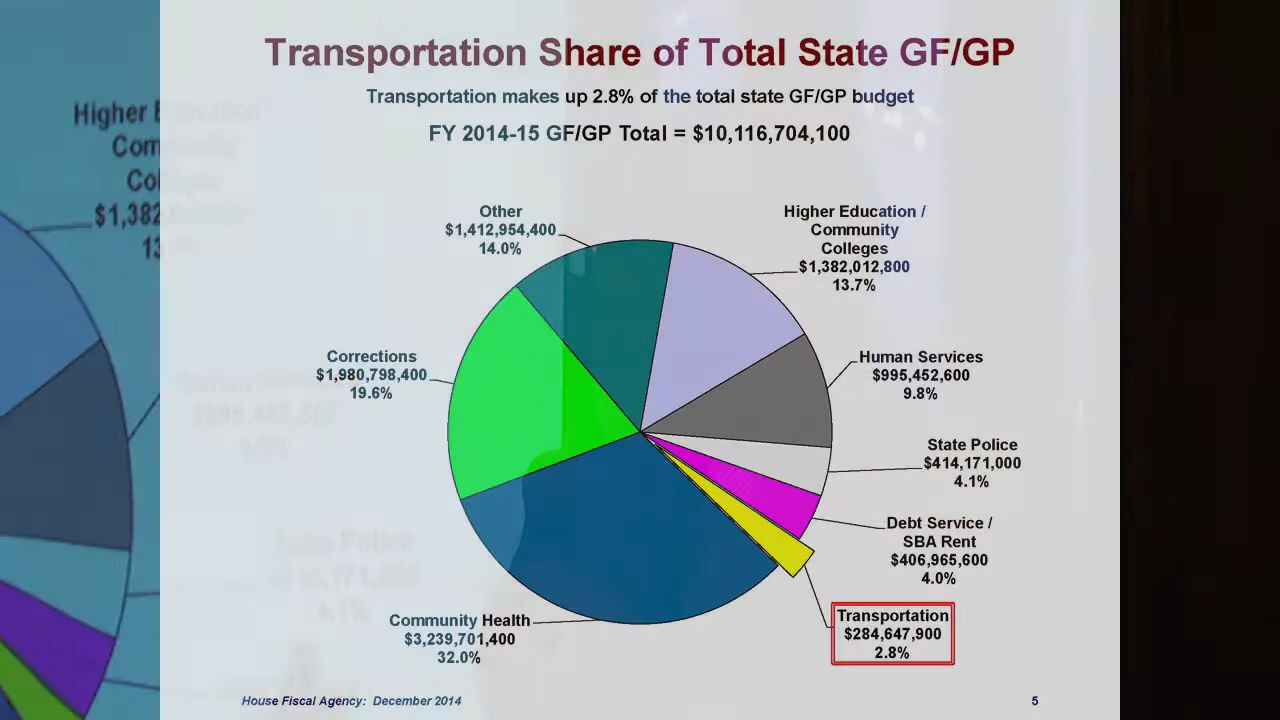 Transportation Share of Total State GF/GP
Transportation makes up 2.8% of the total state GF/GP budget
FY 2014-15 GF/GP Total = $10,116,704,100
Higher Education
Community
Colleges
$1,382
13
Other
$1,412,954,400
14.0%
Higher Education /
Community
Colleges
$1,382,012,800
13.7%
Corrections
$1,980,798,400
19.6%
Human Services
$995,452,600
9.8%
State Police
$414,171,000
4.1%
Debt Service /
SBA Rent
$406,965,600
4.0%
Transportation
$284,647,900
2.8%
Community Health
$3,239,701,400
32.0%
State Police
House Fiscal Agency: December 2014
5